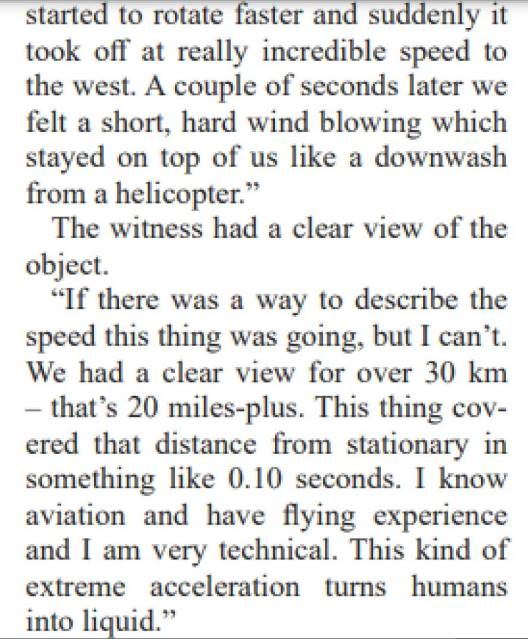 started to rotate faster and suddenly it
took off at really incredible speed to
the west. A couple of seconds later we
felt a short, hard wind blowing which
stayed on top of us like a downwash
from a helicopter.”
The witness had a clear view of the
object.
“If there was a way to describe the
speed this thing was going, but I can’t.
We had a clear view for over 30 km
– that’s 20 miles-plus. This thing cov-
ered that distance from stationary in
something like 0.10 seconds. I know
aviation and have flying experience
and I am very technical. This kind of
extreme acceleration turns humans
into liquid.”